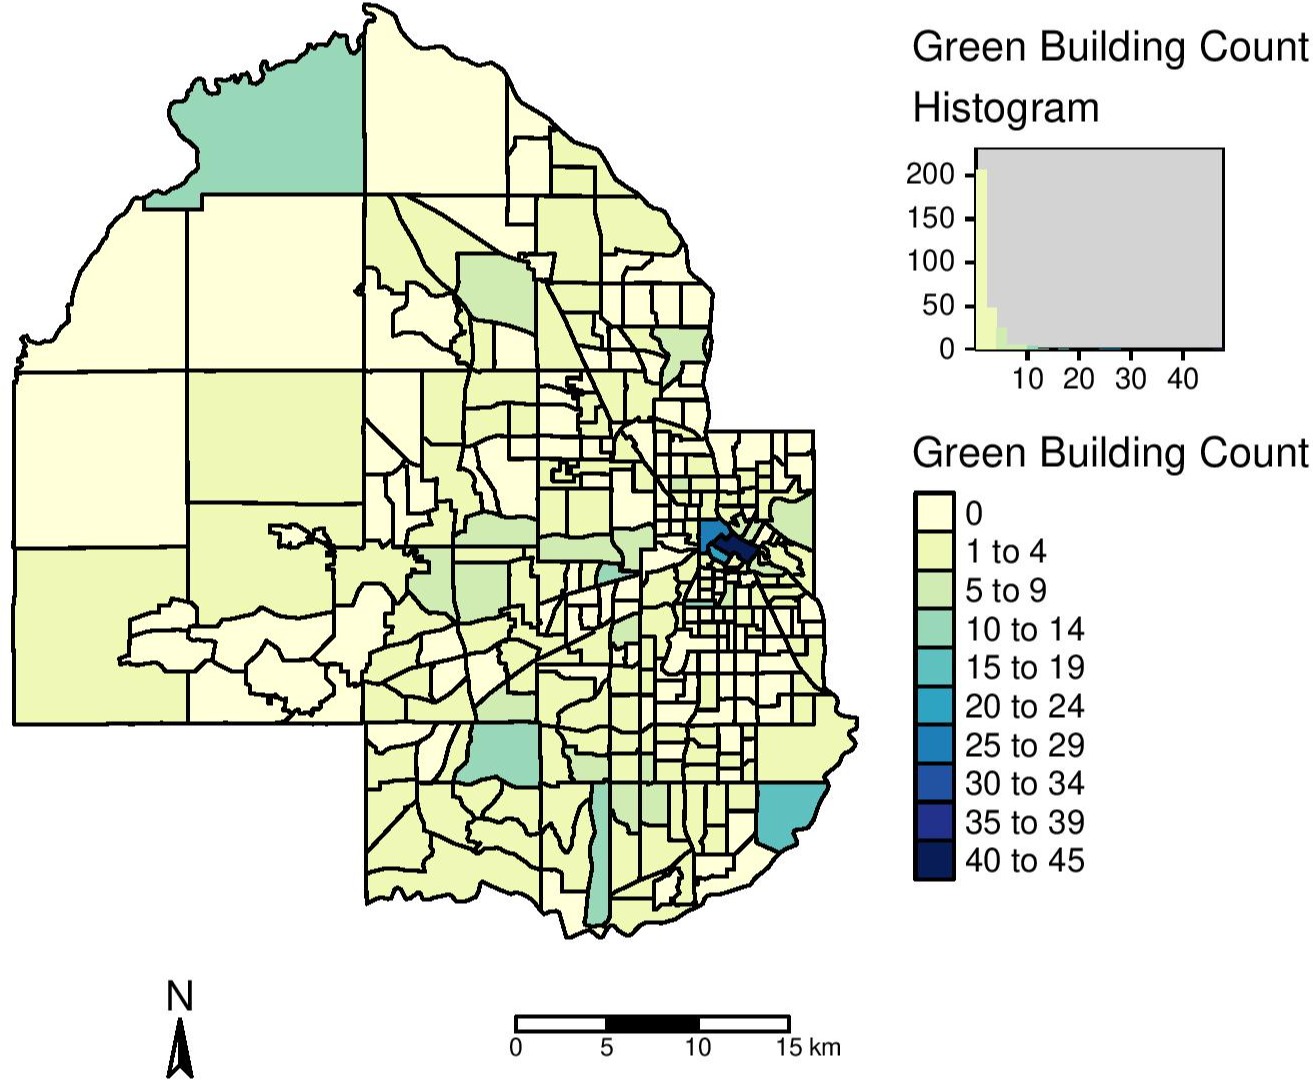 Green Building Count
Histogram
200
150
100
50
0
10 20 30 40
Green Building Count
0
1 to 4
5 to 9
10 to 14
15 to 19
20 to 24
25 to 29
30 to 34
35 to 39
40 to 45
N
0 5 10 15 km